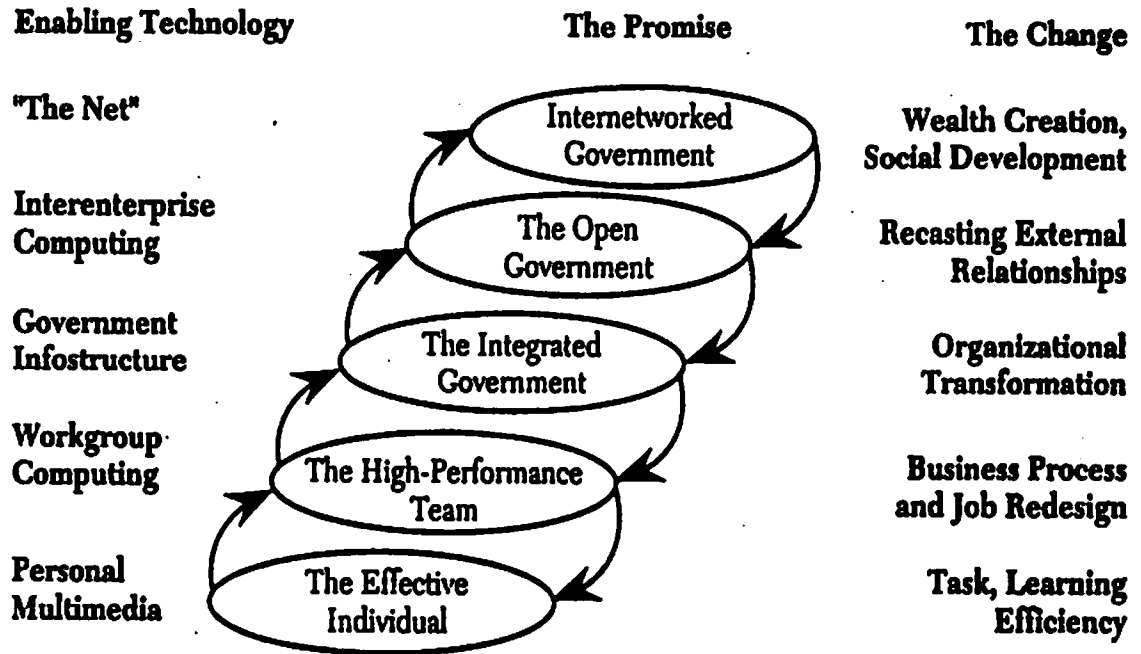 Enabling Technology
The Promise
The Change
"The Net"
Internetworked
Government
Wealth Creation,
Social Development
Interenterprise
Computing
The Open
Government
Recasting External
Relationships
Government
Infostructure
The Integrated
Government
Organizational
Transformation
Workgroup
Computing
The High-Performance
Team
Business Process
and Job Redesign
Personal
Multimedia
The Effective
Individual
Task, Learning
Efficiency